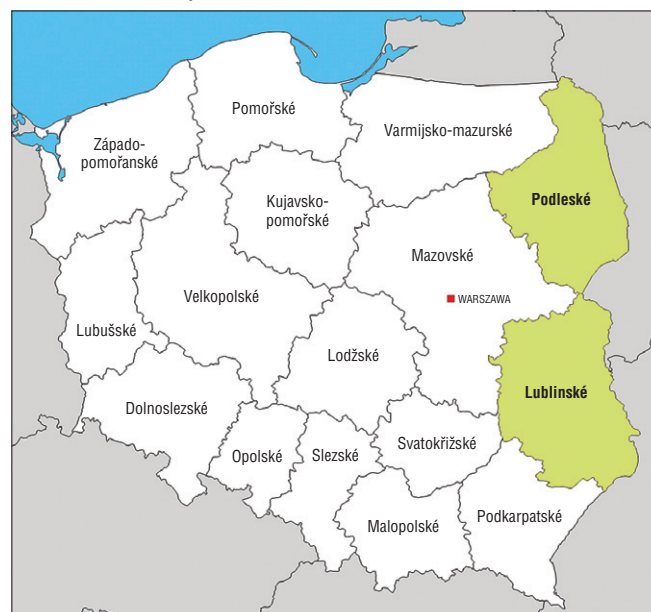 Pomořské
Varmijsko-mazurské
Západo-
pomořanské
Podleské
Kujavsko-
pomořské
Mazovské
Velkopolské
WARSZAWA
Lubušské
Lodžské
Lublinské
Dolnoslezské
Svatokřižské
Opolské
Slezské
Podkarpatské
Malopolské